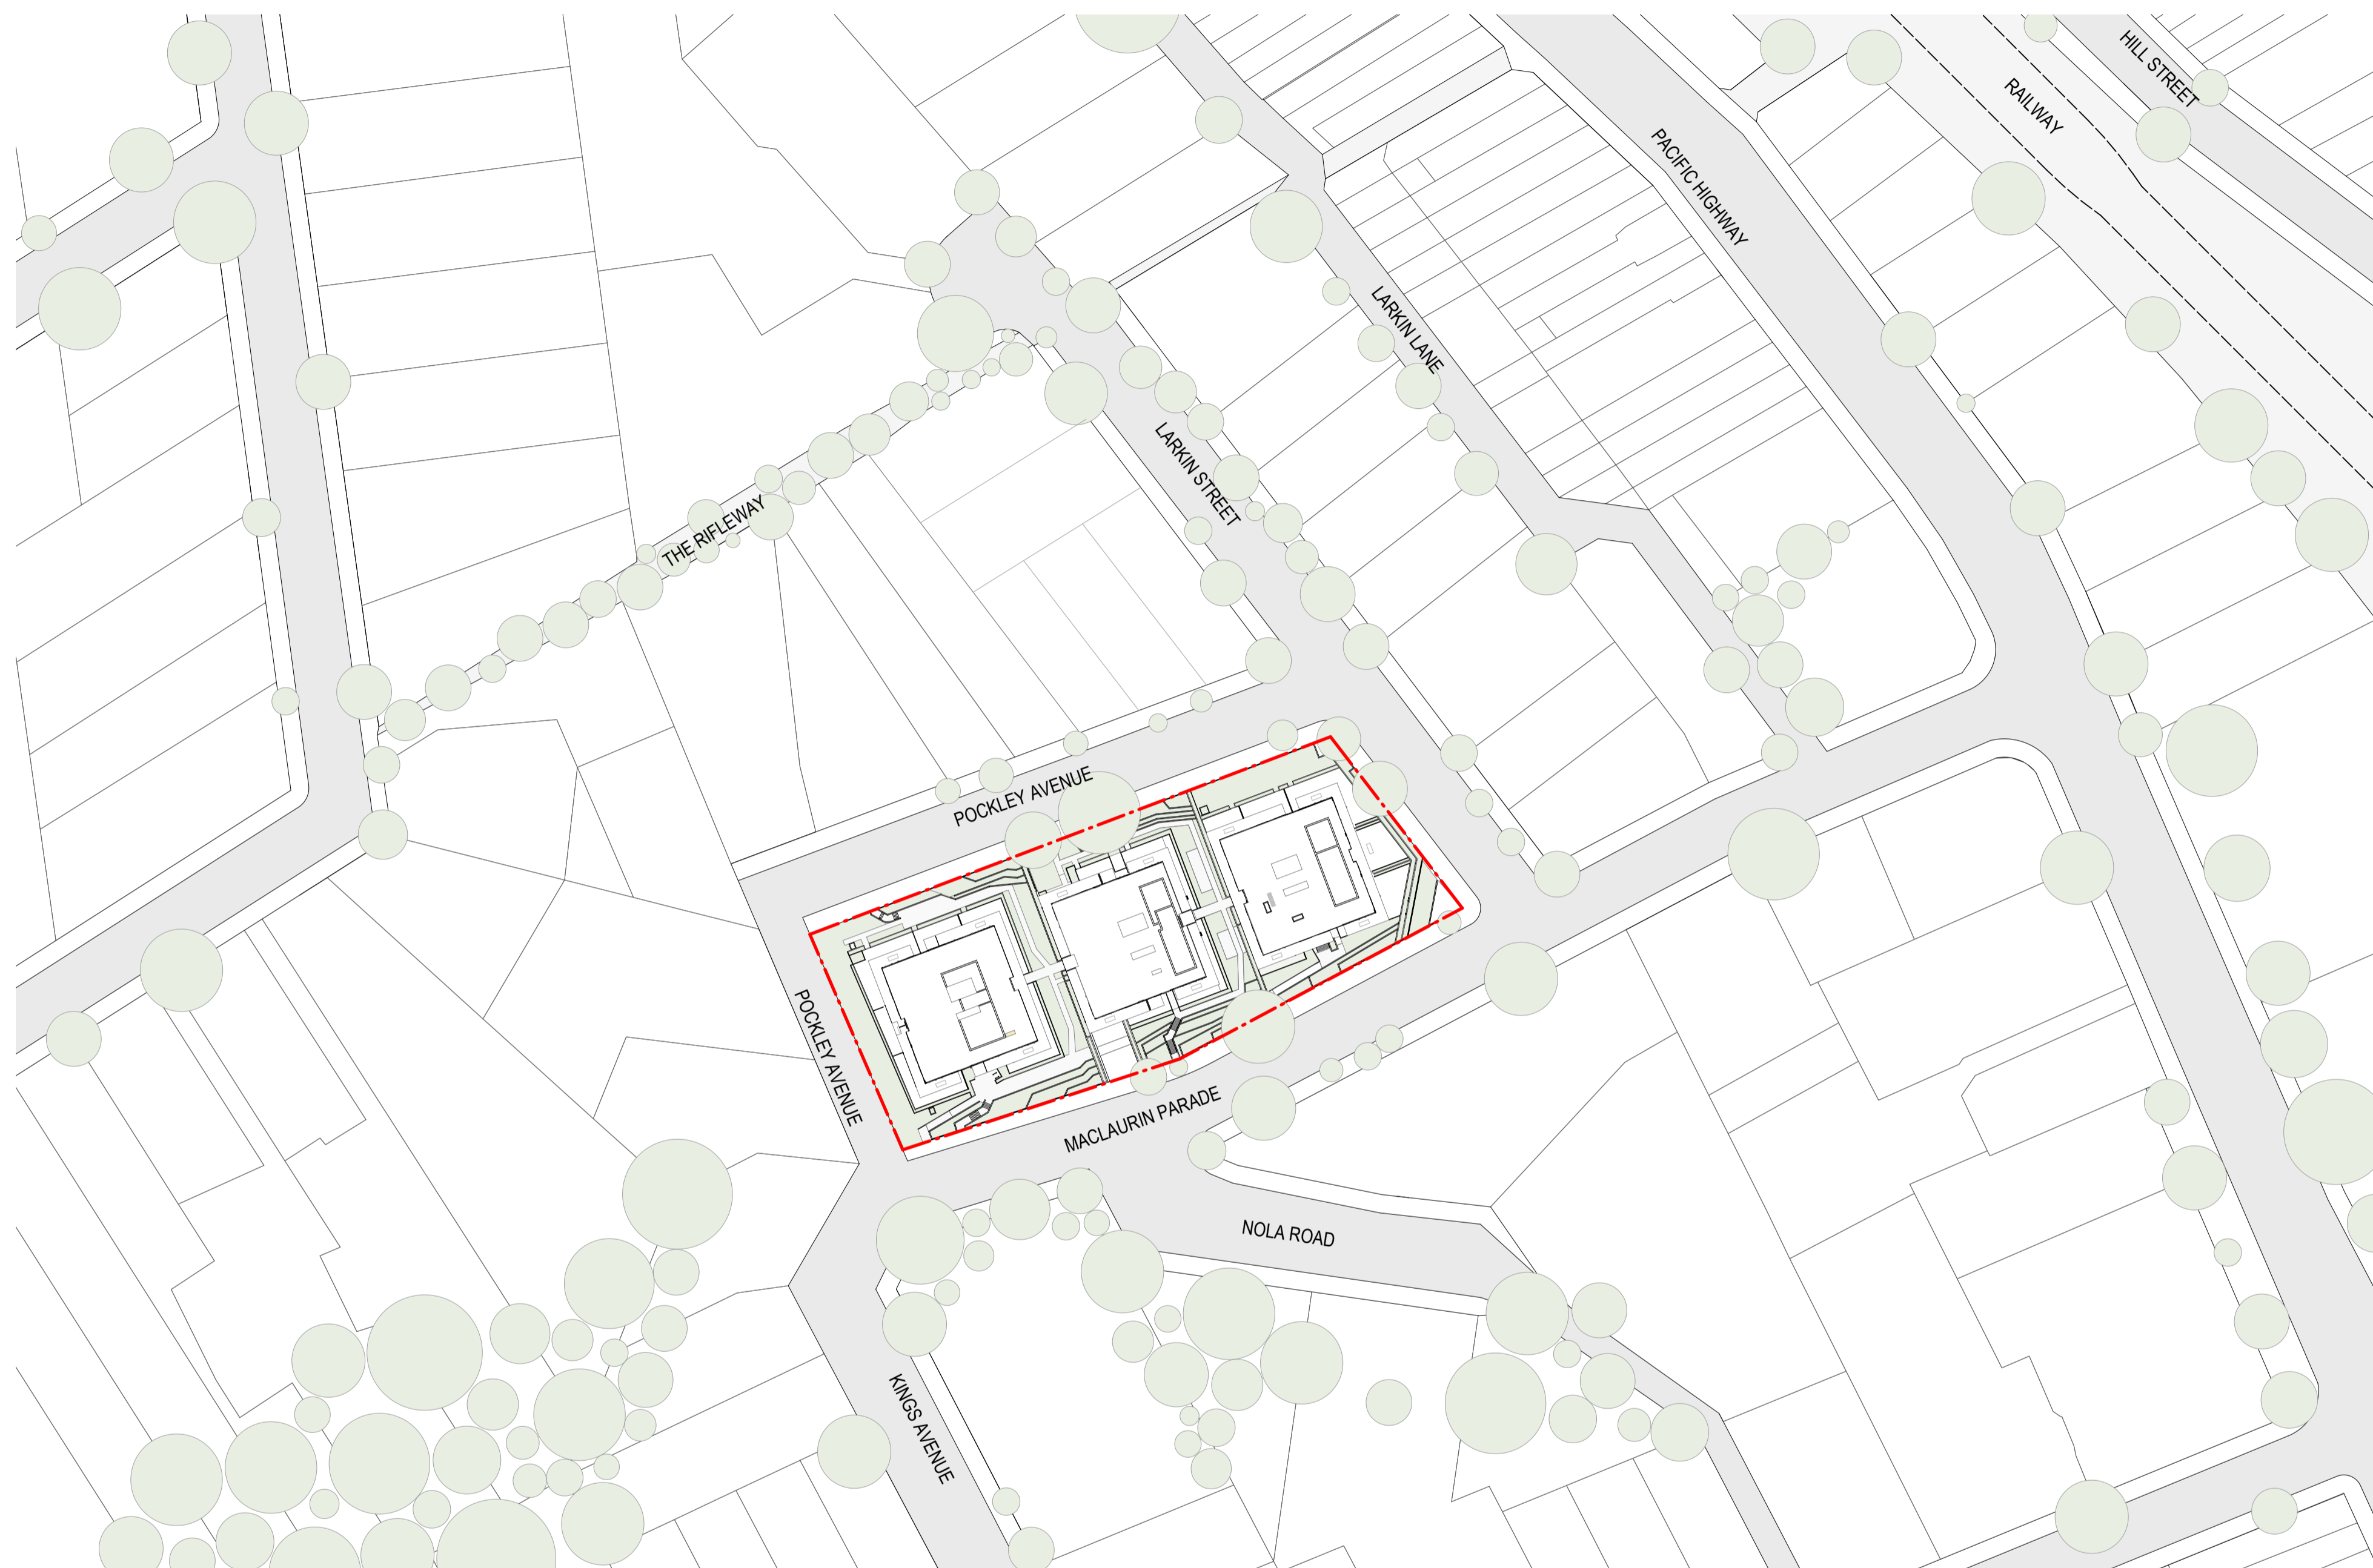 HILL STREET
RAILWAY
PACIFIC HIGHWAY
LARKIN LANE
LARKIN STREET
THE RIFLEWAY
POCKLEY AVENUE
POCKLEY AVENUE
MACLAURIN PARADE
NOLA ROAD
KINGS AVENUE